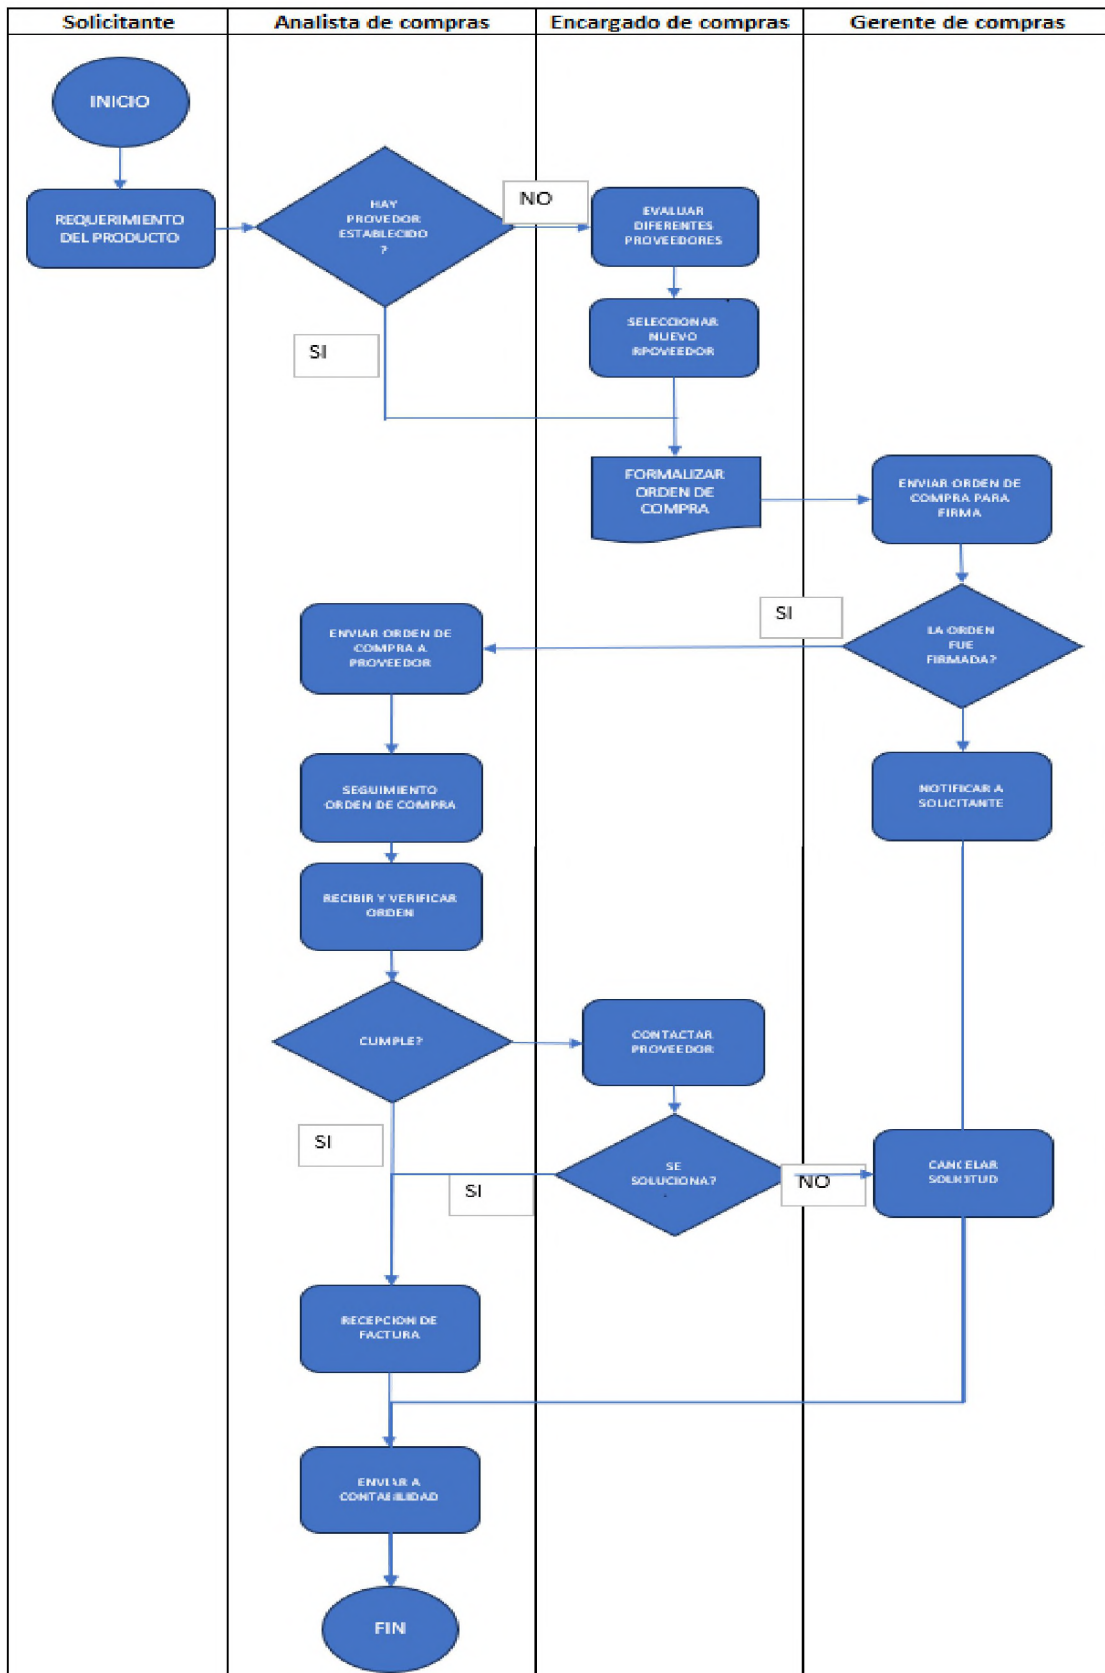 Solicitante
Analista de compras
Encargado de compras
Gerente de compras
INICIO
REQUERIMIENTO
DEL PRODUCTO
HAY
PROVEDOR
ESTABLECIDO
?
NO
EVALUAR
DIFERENTES
PROVEEDORES
SI
SELECCIONAR
NUEVO
RPOVEEDOR
FORMALIZAR
ORDEN DE
COMPRA
ENVIAR ORDEN DE
COMPRA PARA
FIRMA
LA ORDEN
FUE
FIRMADA?
SI
ENVIAR ORDEN DE
COMPRA A
PROVEEDOR
NOTIFICAR A
SOLICITANTE
SEGUIMIENTO
ORDEN DE COMPRA
RECIBIR Y VERIFICAR
ORDEN
CUMPLE?
CONTACTAR
PROVEEDOR
SI
SE
SOLUCIONA?
SI
NO
CANCELAR
SOLICITUD
RECEPCION DE
FACTURA
ENVIAR A
CONTABILIDAD
FIN